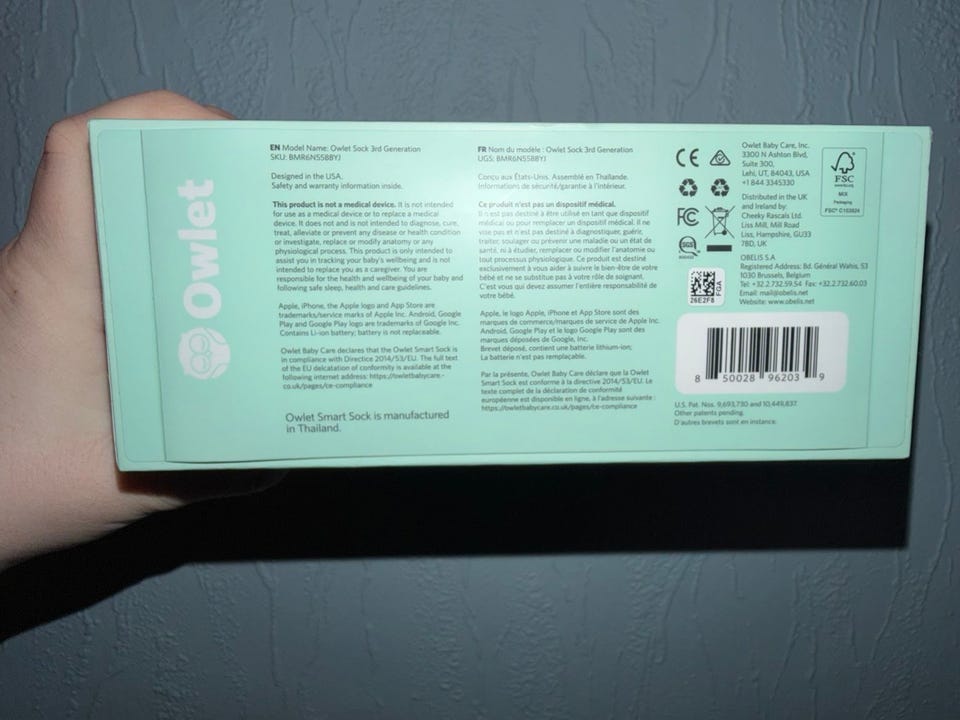 Owlet
EN Model Name: Owlet Sock 3rd Generation
SKU: BMR6N55BBYJ
Designed in the USA.
Safety and warranty information inside.
This product is not a medical device. It is not intended
for use as a medical device or to replace a medical
device. It does not and is not intended to diagnose, cure,
treat, alleviate or prevent any disease or health condition
or investigate, replace or modify anatomy or any
physiological process. This product is only intended to
assist you in tracking your baby's wellbeing and is not
intended to replace you as a caregiver. You are
responsible for the health and wellbeing of your baby and
following safe sleep, health and care guidelines.
Apple, iPhone, the Apple logo and App Store are
trademarks/service marks of Apple Inc. Android, Google
Play and Google Play logo are trademarks of Google Inc.
Contains Li-ion battery; battery is not replaceable.
Owlet Baby Care declares that the Owlet Smart Sock is
in compliance with Directive 2014/53/EU. The full text
of the EU delcatation of conformity is available at the
following internet address: https://owletbabycare.-
co.uk/pages/ce-compliance
Owlet Smart Sock is manufactured
in Thailand.
FR Nom du modèle : Owlet Sock 3rd Generation
UGS: BMR6N55BBYJ
Conçu aux États-Unis. Assemblé en Thaïlande.
Informations de sécurité/garantie à l'intérieur.
Ce produit n'est pas un dispositif médical.
Il n'est pas destiné à être utilisé en tant que dispositif
médical ou pour remplacer un dispositif médical. Il ne
vise pas et n'est pas destiné à diagnostiquer, guérir,
traiter, soulager ou prévenir une maladie ou un état de
santé, ni à étudier, remplacer ou modifier l'anatomie ou
tout processus physiologique. Ce produit est destiné
exclusivement à vous aider à suivre le bien-être de votre
bébé et ne se substitue pas à votre rôle de soignant.
C'est vous qui devez assumer l'entière responsabilité de
votre bébé.
Apple, le logo Apple, iPhone et App Store sont des
marques de commerce/marques de service de Apple Inc.
Android, Google Play et le logo Google Play sont des
marques déposées de Google, Inc.
Brevet déposé, contient une batterie lithium-ion;
La batterie n'est pas remplaçable.
Par la présente, Owlet Baby Care déclare que la Owlet
Smart Sock est conforme à la directive 2014/53/EU. Le
texte complet de la déclaration de conformité
européenne est disponible en ligne, à l'adresse suivante :
https://owletbabycare.co.uk/pages/ce-compliance
CE
FC
SGS
26E2F8
FGA
Owlet Baby Care, Inc.
3300 N Ashton Blvd,
Suite 300,
Lehi, UT, 84043, USA
+1 844 3345330
Distributed in the UK
and Ireland by:
Cheeky Rascals Ltd.
Liss Mill, Mill Road
Liss, Hampshire, GU33
7BD, UK
OBELIS S.A
Registered Address: Bd. Général Wahis, 53
1030 Brussels, Belgium
Tel: +32.2.732.59.54 Fax: +32.2.732.60.03
Email: mail@obelis.net
Website: www.obelis.net
FSC
MIX
Packaging
8 50028 96203 9
U.S. Pat. Nos. 9,693,730 and 10,449,837.
Other patents pending.
D'autres brevets sont en instance.